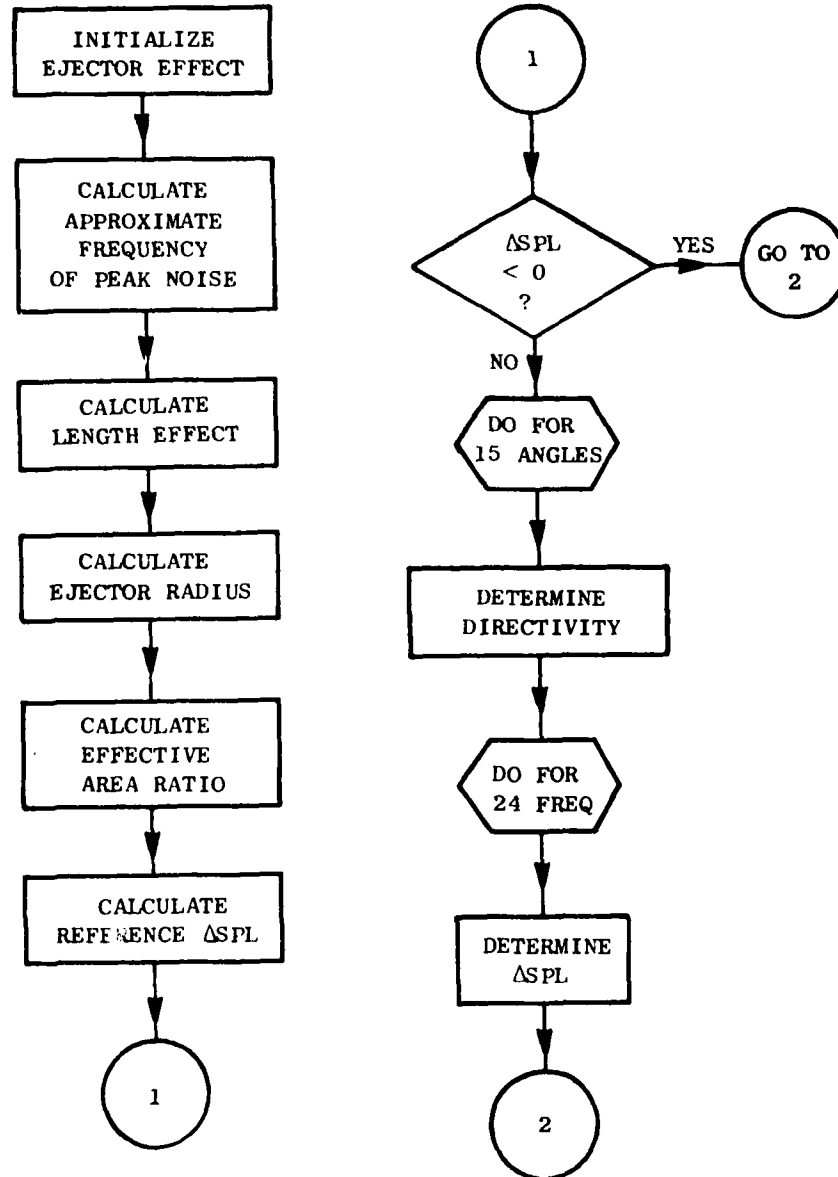 INITIALIZE
EJECTOR EFFECT
CALCULATE
APPROXIMATE
FREQUENCY
OF PEAK NOISE
CALCULATE
LENGTH EFFECT
CALCULATE
EJECTOR RADIUS
CALCULATE
EFFECTIVE
AREA RATIO
CALCULATE
REFERENCE ΔSPL
1
1
ΔSPL
< 0
?
YES
GO TO
2
NO
DO FOR
15 ANGLES
DETERMINE
DIRECTIVITY
DO FOR
24 FREQ
DETERMINE
ΔSPL
2